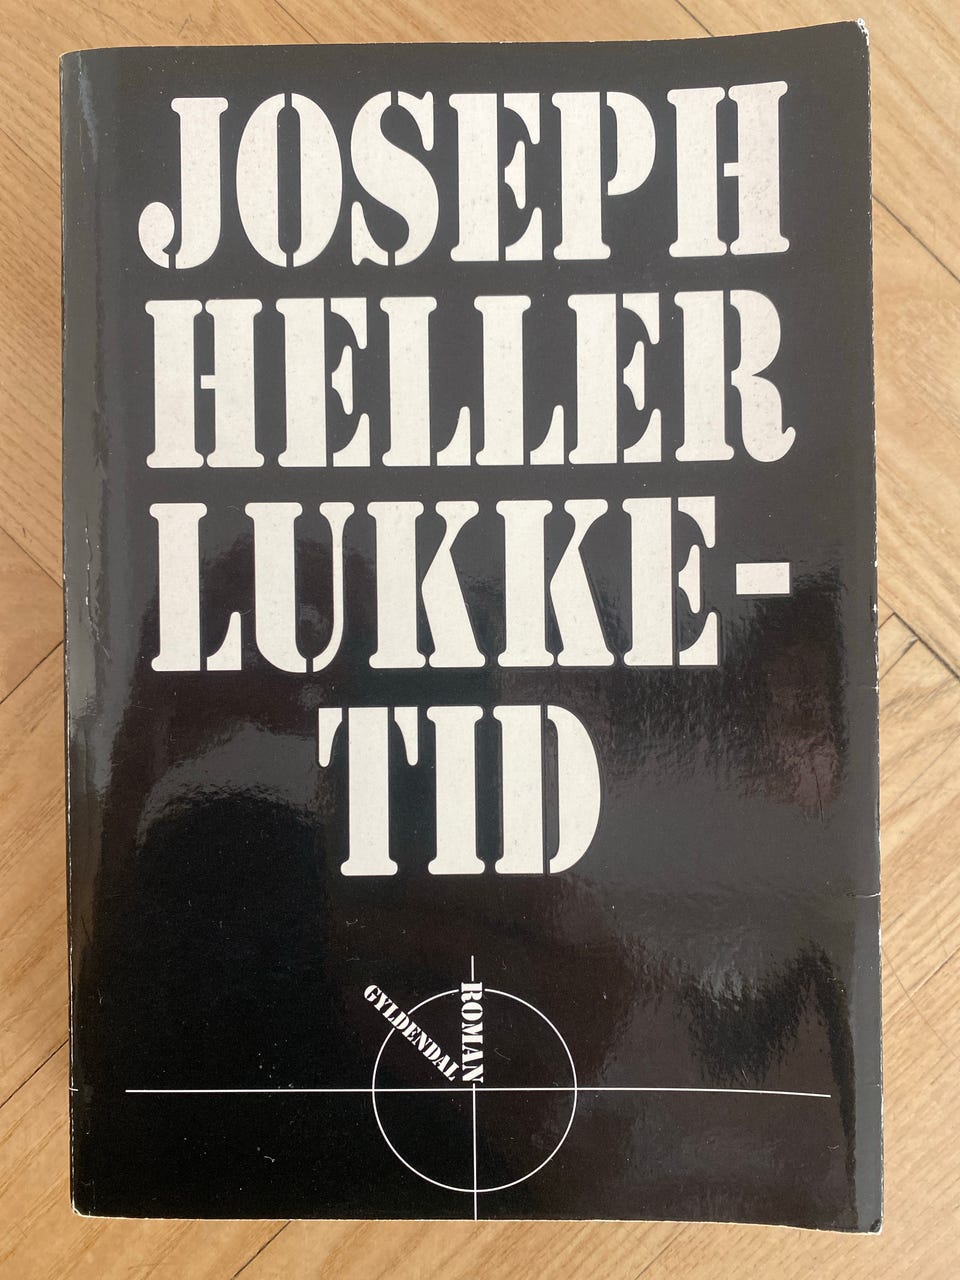 JOSEPH
HELLER
LUKKE-
TID
GYLDENDAL
ROMAN